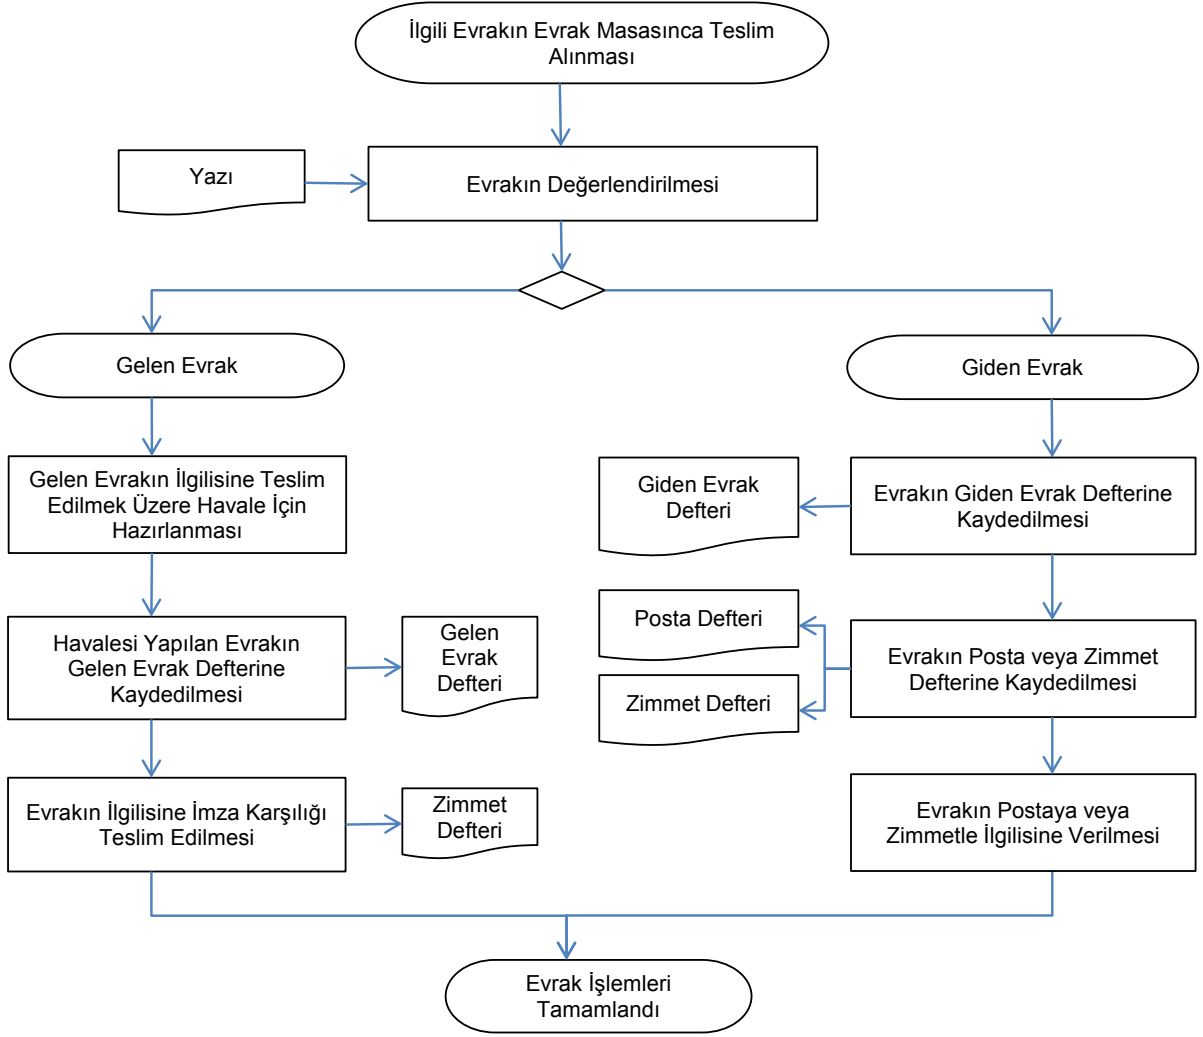 İlgili Evrakın Evrak Masasınca Teslim
Alınması
Yazı
Evrakın Değerlendirilmesi
Gelen Evrak
Giden Evrak
Gelen Evrakın İlgilisine Teslim
Edilmek Üzere Havale İçin
Hazırlanması
Giden Evrak
Defteri
Evrakın Giden Evrak Defterine
Kaydedilmesi
Havalesi Yapılan Evrakın
Gelen Evrak Defterine
Kaydedilmesi
Gelen
Evrak
Defteri
Posta Defteri
Zimmet Defteri
Evrakın Posta veya Zimmet
Defterine Kaydedilmesi
Evrakın İlgilisine İmza Karşılığı
Teslim Edilmesi
Zimmet
Defteri
Evrakın Postaya veya
Zimmetle İlgilisine Verilmesi
Evrak İşlemleri
Tamamlandı